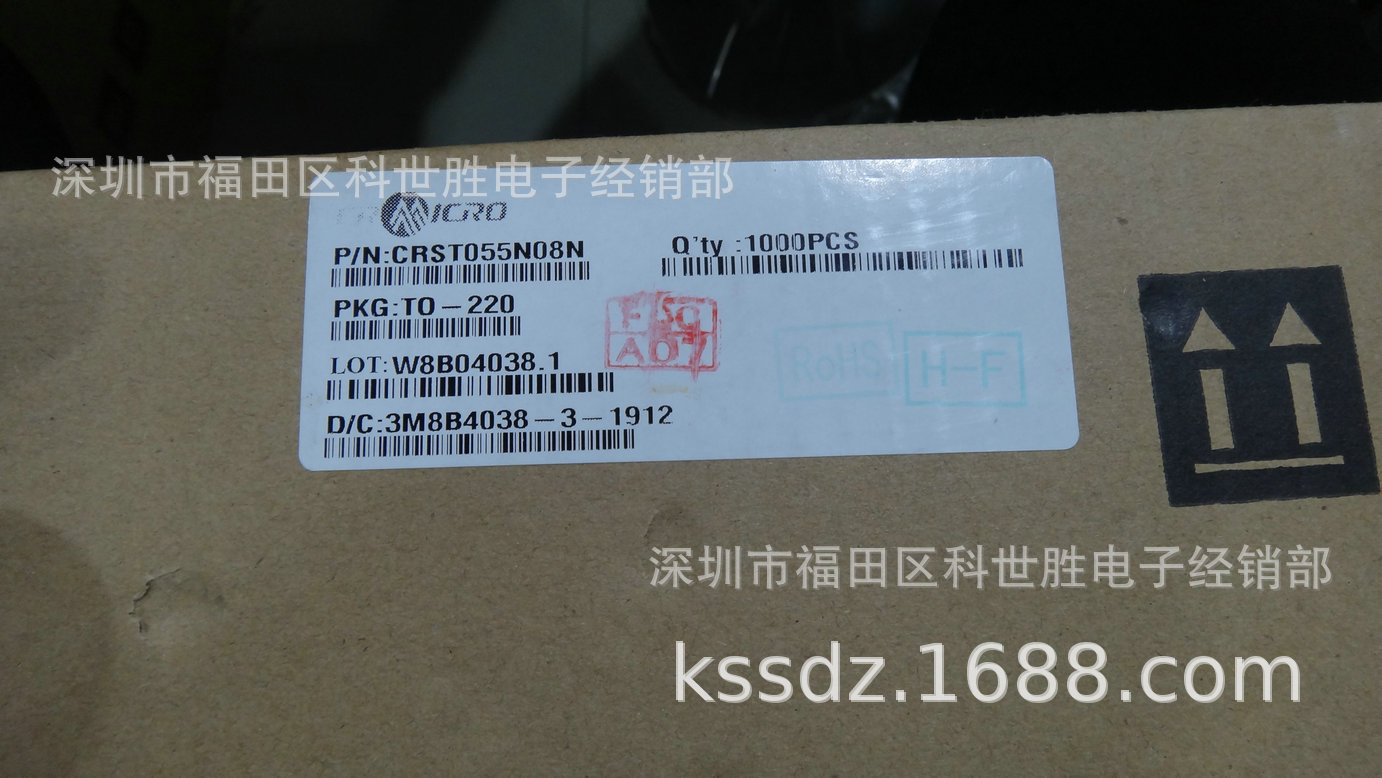 深圳市福田区科世胜电子经销部
CRMICRO
P/N:CRST055N08N
Q'ty :1000PCS
PKG:TO-220
LOT:W8B04038.1
D/C:3M8B4038-3-1912
A07
RoHS
H-F
深圳市福田区科世胜电子经销部
kssdz.1688.com